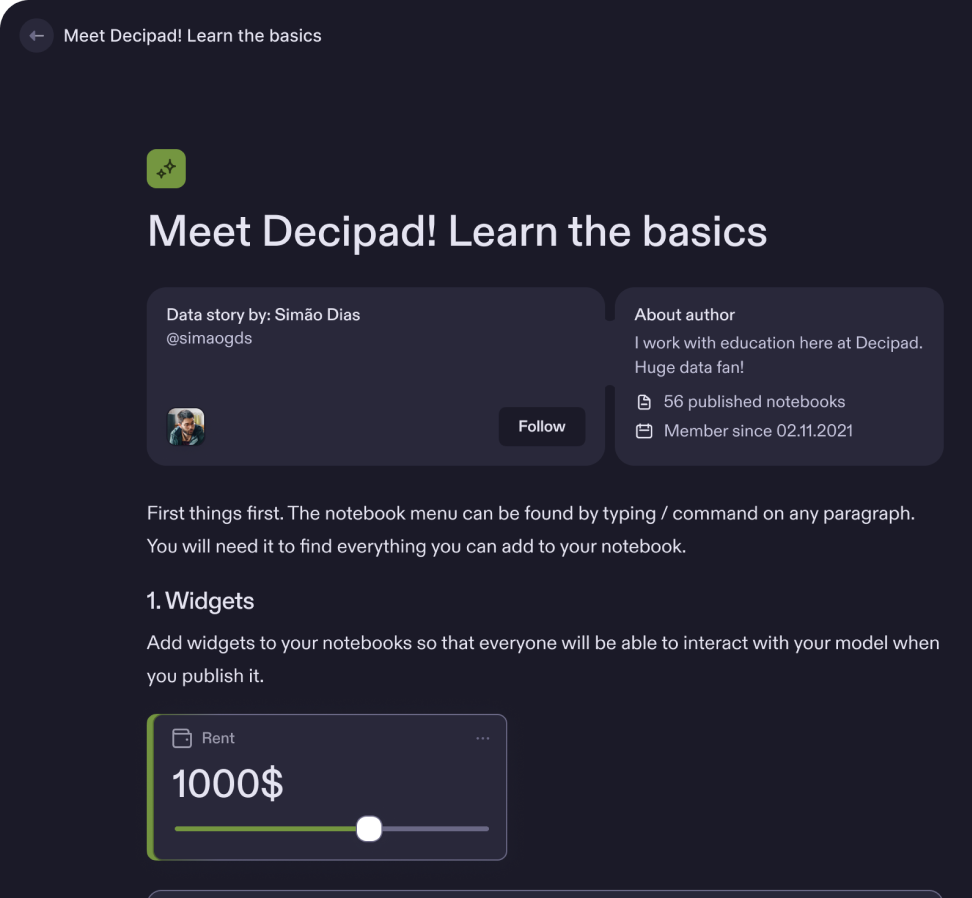 Meet Decipad! Learn the basics
Meet Decipad! Learn the basics
Data story by: Simão Dias
@simaogds
Follow
About author
I work with education here at Decipad.
Huge data fan!
56 published notebooks
Member since 02.11.2021
First things first. The notebook menu can be found by typing / command on any paragraph.
You will need it to find everything you can add to your notebook.
1. Widgets
Add widgets to your notebooks so that everyone will be able to interact with your model when
you publish it.
Rent
1000$